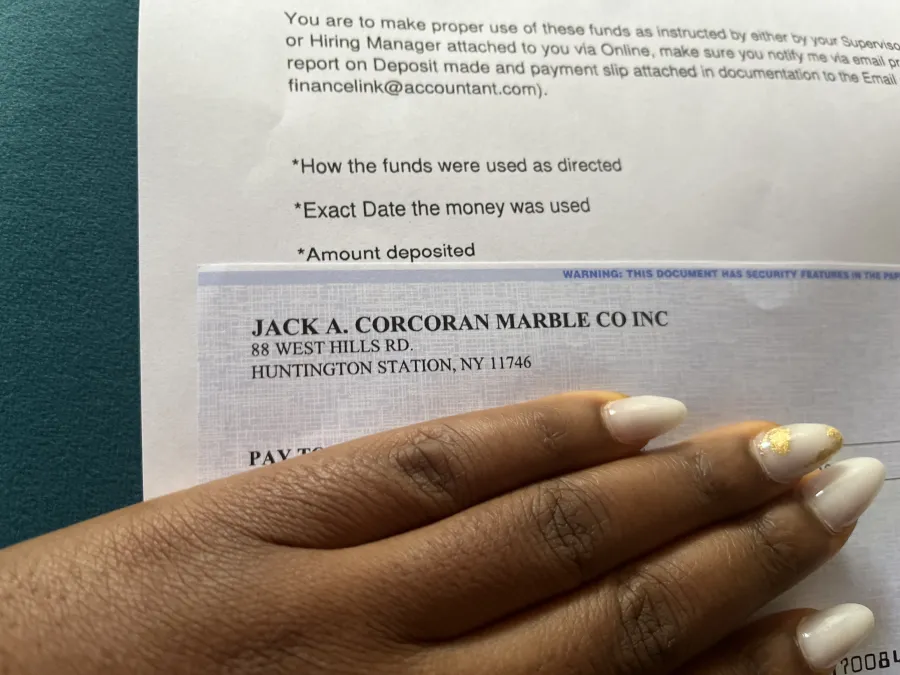 You are to make proper use of these funds as instructed by either by your
or Hiring Manager attached to you via Online, make sure you notify me via email
report on Deposit made and payment slip attached in documentation to the Email
financelink@accountant.com).
*How the funds were used as directed
*Exact Date the money was used
*Amount deposited
WARNING: THIS DOCUMENT HAS SECURITY FEATURES IN THE
JACK A. CORCORAN MARBLE CO INC
88 WEST HILLS RD.
HUNTINGTON STATION, NY 11746
PAY TO